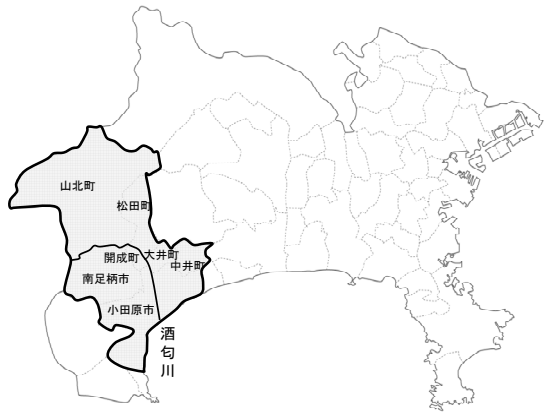 山北町
松田町
開成町
大井町
中井町
南足柄市
小田原市
酒匂川